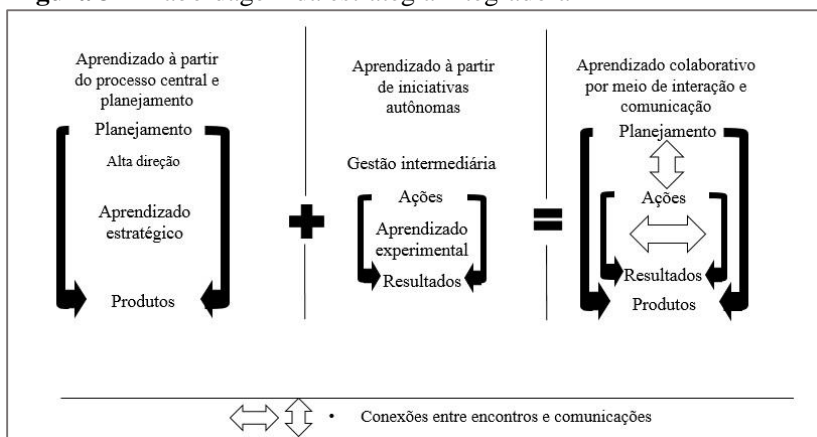 Aprendizado à partir
do processo central e
planejamento
Planejamento
Alta direção
Aprendizado
estratégico
Produtos
+
Aprendizado à partir
de iniciativas
autônomas
Gestão intermediária
Ações
Aprendizado
experimental
Resultados
=
Aprendizado colaborativo
por meio de interação e
comunicação
Planejamento
Ações
Resultados
Produtos
• Conexões entre encontros e comunicações